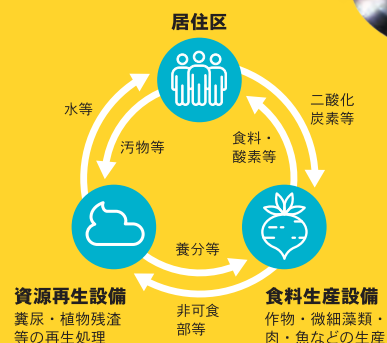 居住区
水等
汚物等
食料・
酸素等
二酸化
炭素等
養分等
非可食
部等
資源再生設備
糞尿・植物残渣
等の再生処理
食料生産設備
作物・微細藻類・
肉・魚などの生産